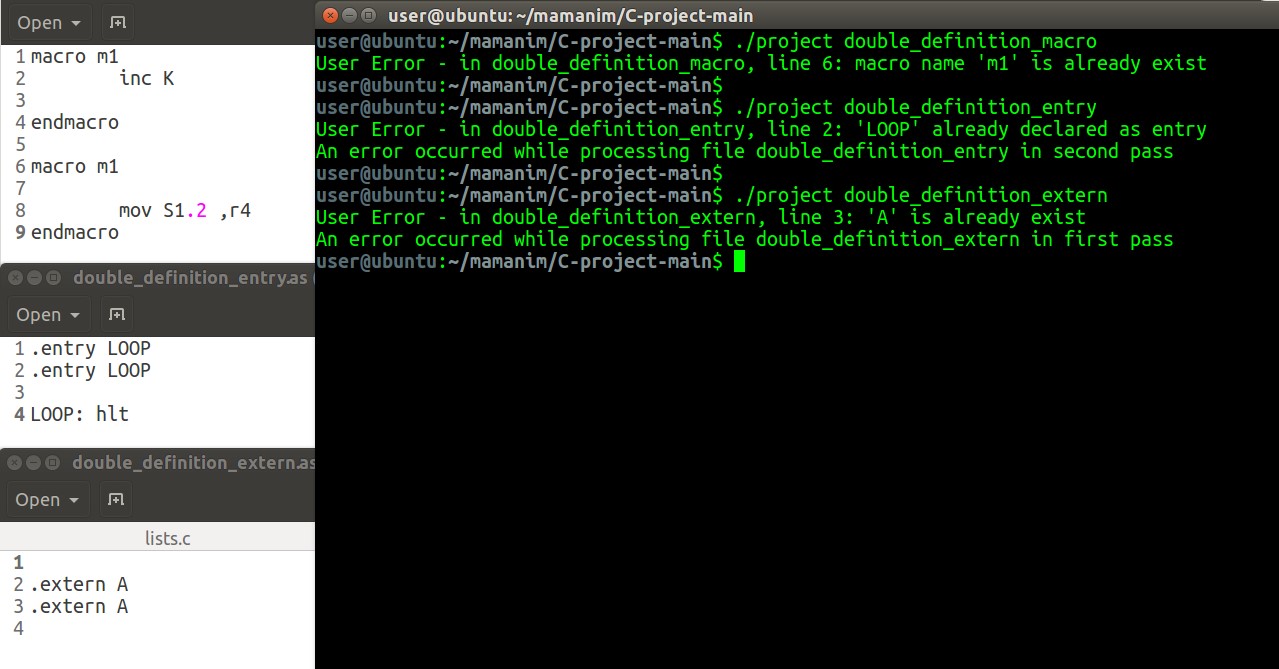 Open
1 macro m1
2 inc K
3
4 endmacro
5
6 macro m1
7
8 mov S1.2 ,r4
9 endmacro
double_definition_entry.as (
Open
1 .entry LOOP
2 .entry LOOP
3
4 LOOP: hlt
double_definition_extern.as
Open
lists.c
1
2 .extern A
3 .extern A
4
user@ubuntu: ~/mamanim/C-project-main
user@ubuntu:~/mamanim/C-project-main$ ./project double_definition_macro
User Error - in double_definition_macro, line 6: macro name 'm1' is already exist
user@ubuntu:~/mamanim/C-project-main$
user@ubuntu:~/mamanim/C-project-main$ ./project double_definition_entry
User Error - in double_definition_entry, line 2: 'LOOP' already declared as entry
An error occurred while processing file double_definition_entry in second pass
user@ubuntu:~/mamanim/C-project-main$
user@ubuntu:~/mamanim/C-project-main$ ./project double_definition_extern
User Error - in double_definition_extern, line 3: 'A' is already exist
An error occurred while processing file double_definition_extern in first pass
user@ubuntu:~/mamanim/C-project-main$